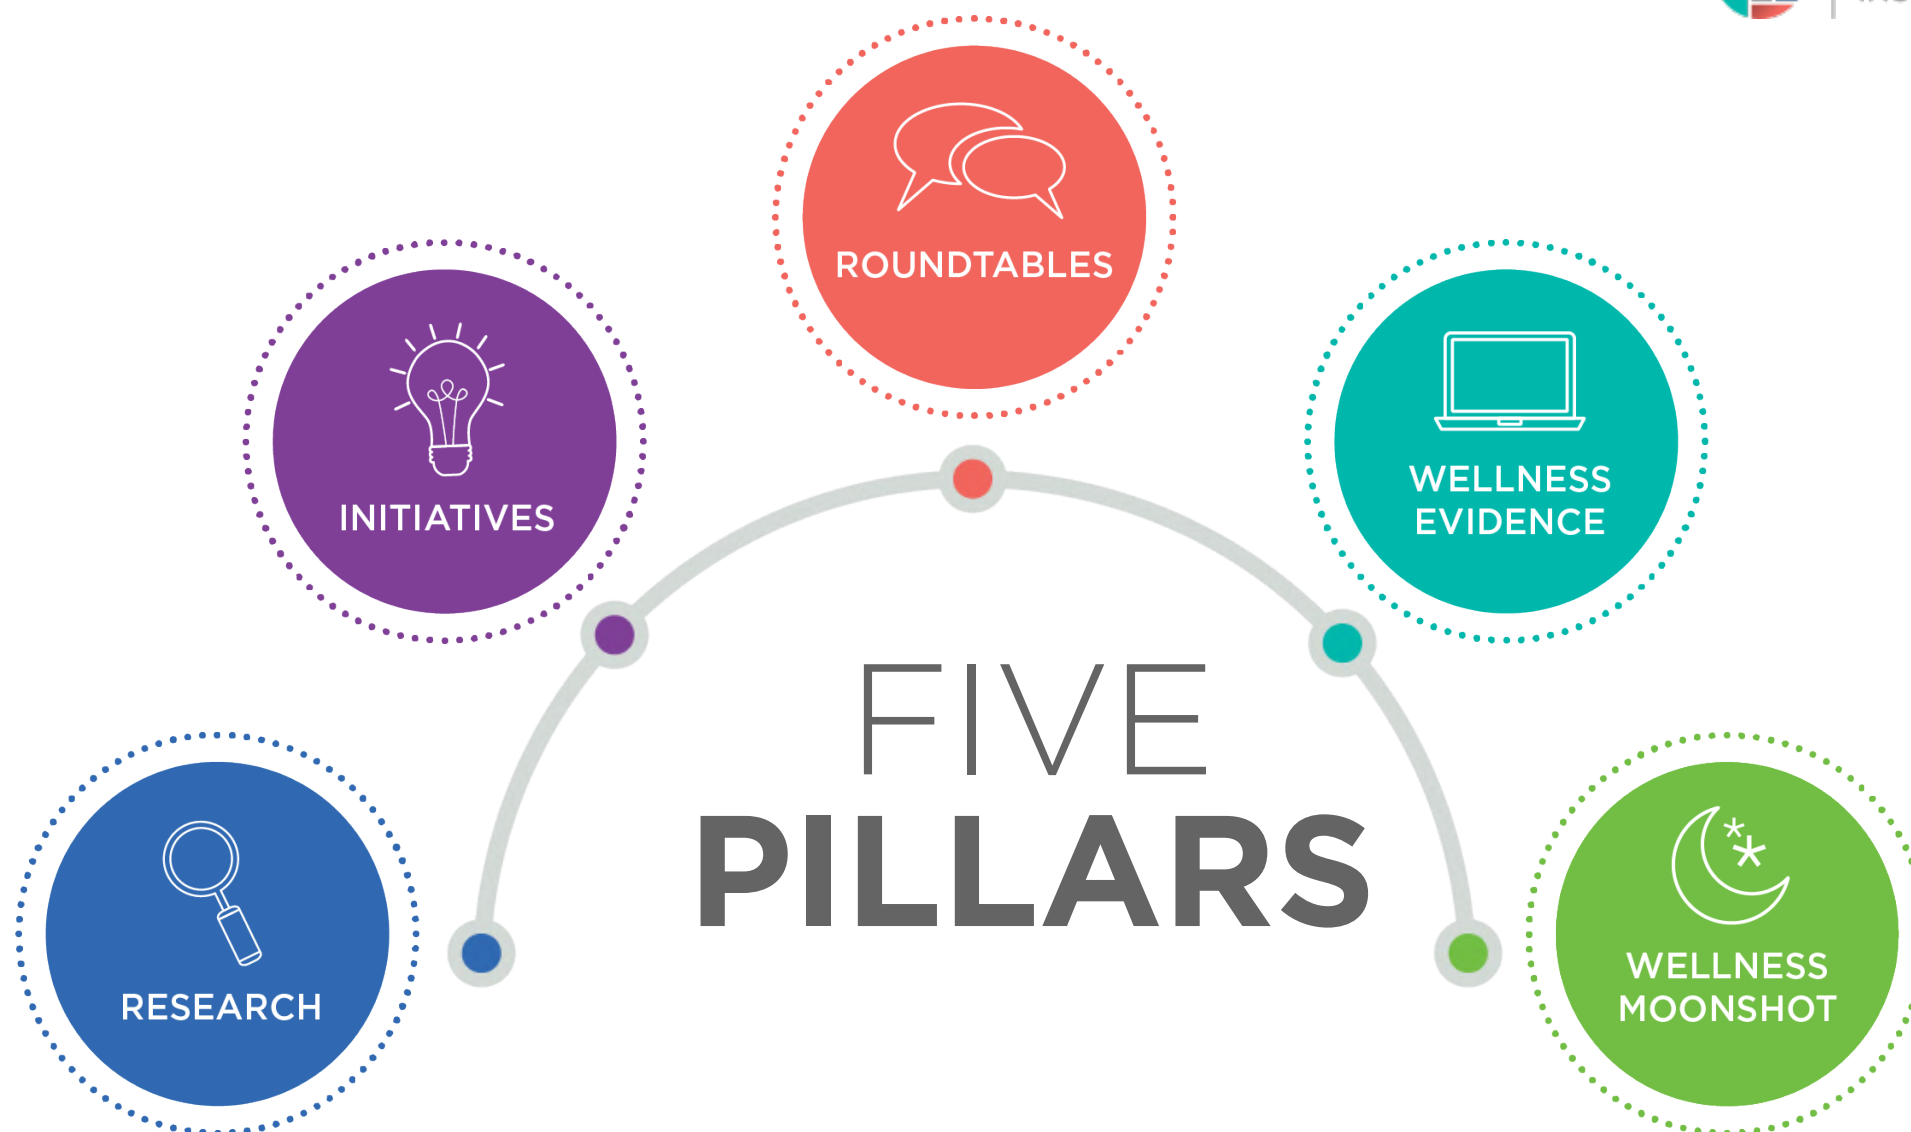 ROUNDTABLES
INITIATIVES
WELLNESS
EVIDENCE
FIVE
PILLARS
RESEARCH
WELLNESS
MOONSHOT